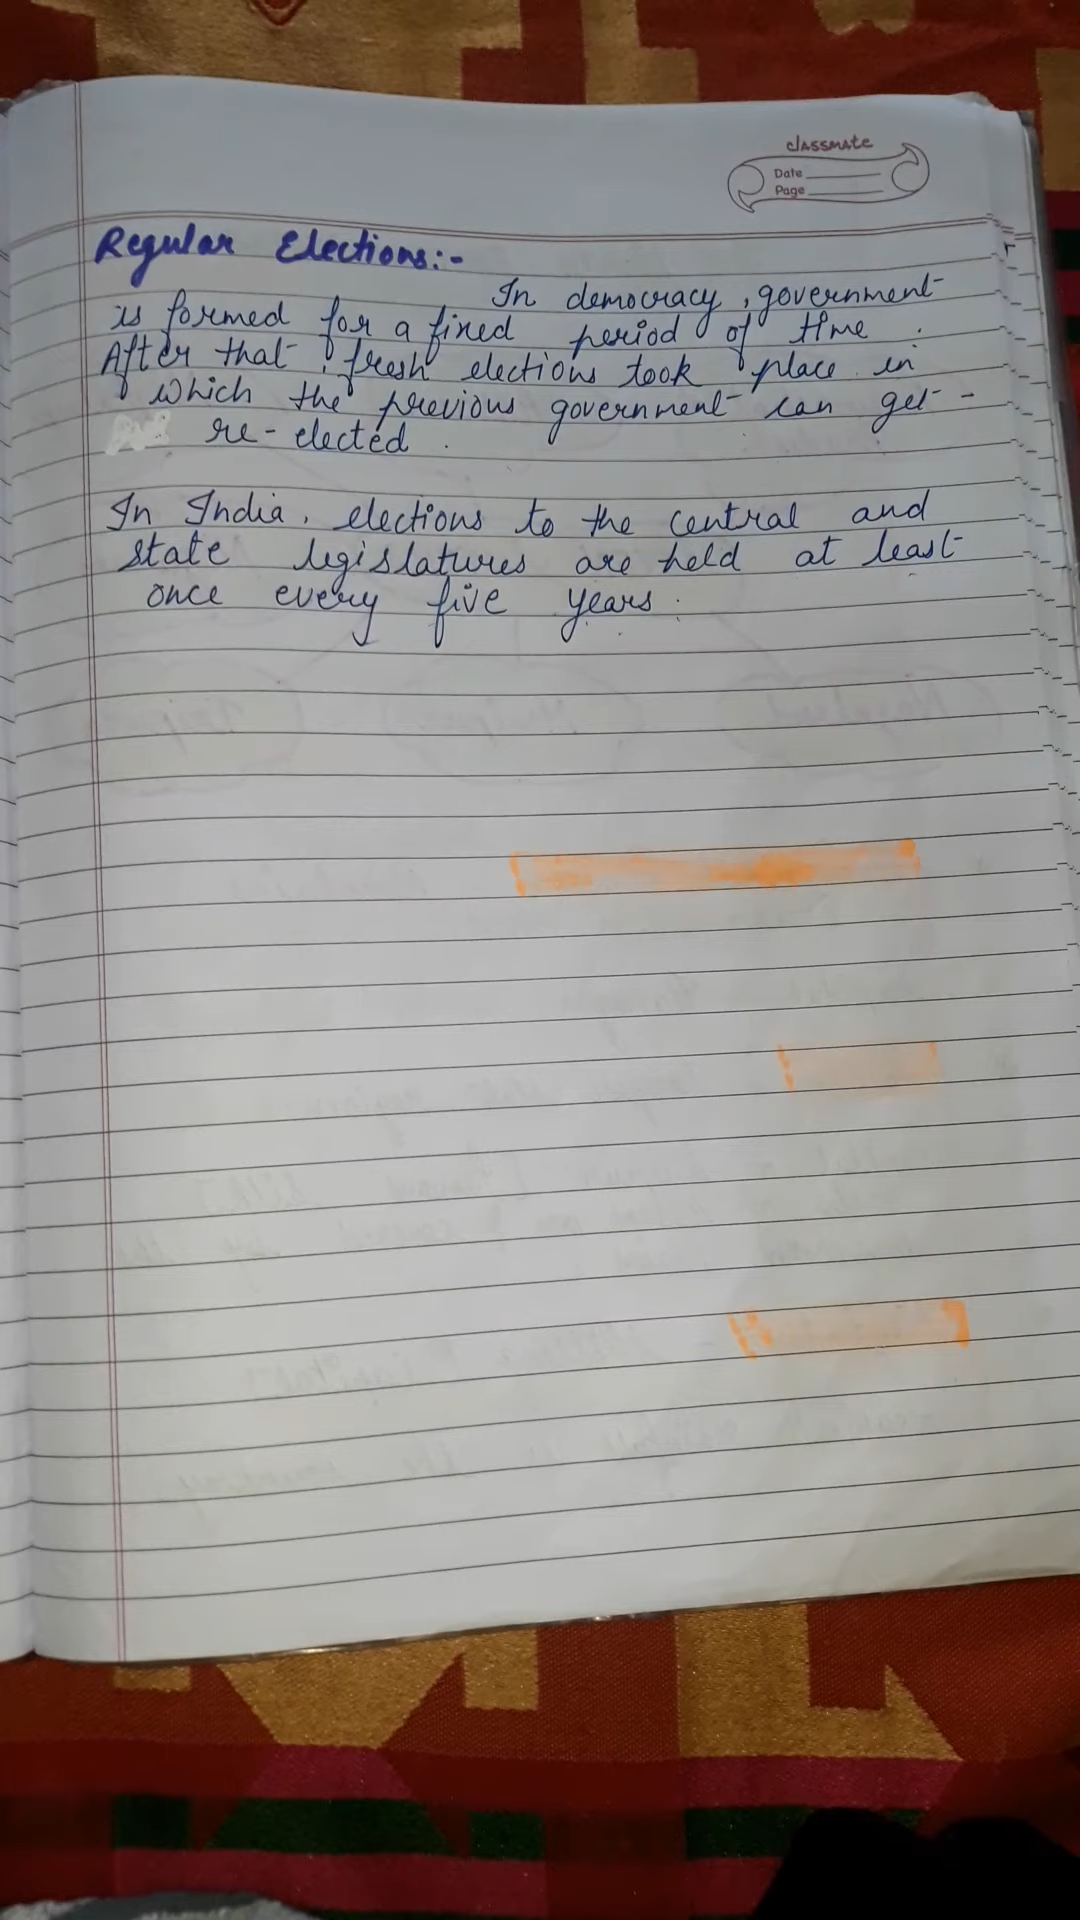 classmate
Date
Page
Regular Elections:-
In democracy, government
is formed for a fixed period of time.
After that, fresh elections took place in
which the previous government can get -
re-elected.
In India, elections to the central and
state legislatures are held at least
once every five years.